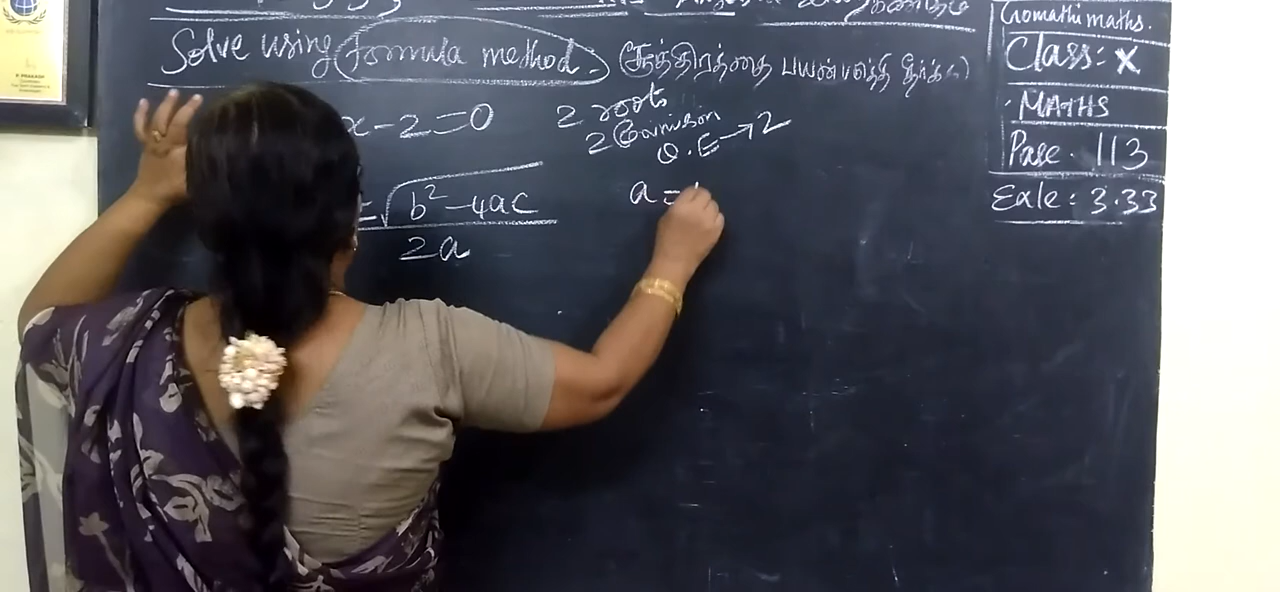 Solve using formula method. (சூத்திரத்தை பயன்படுத்தி தீர்க்க)
x-2=0
2 roots
2
Q.E→2
√b²-4ac
2a
a =
Gomathi maths.
Class: X
MATHS
Page. 113
Exle: 3.33